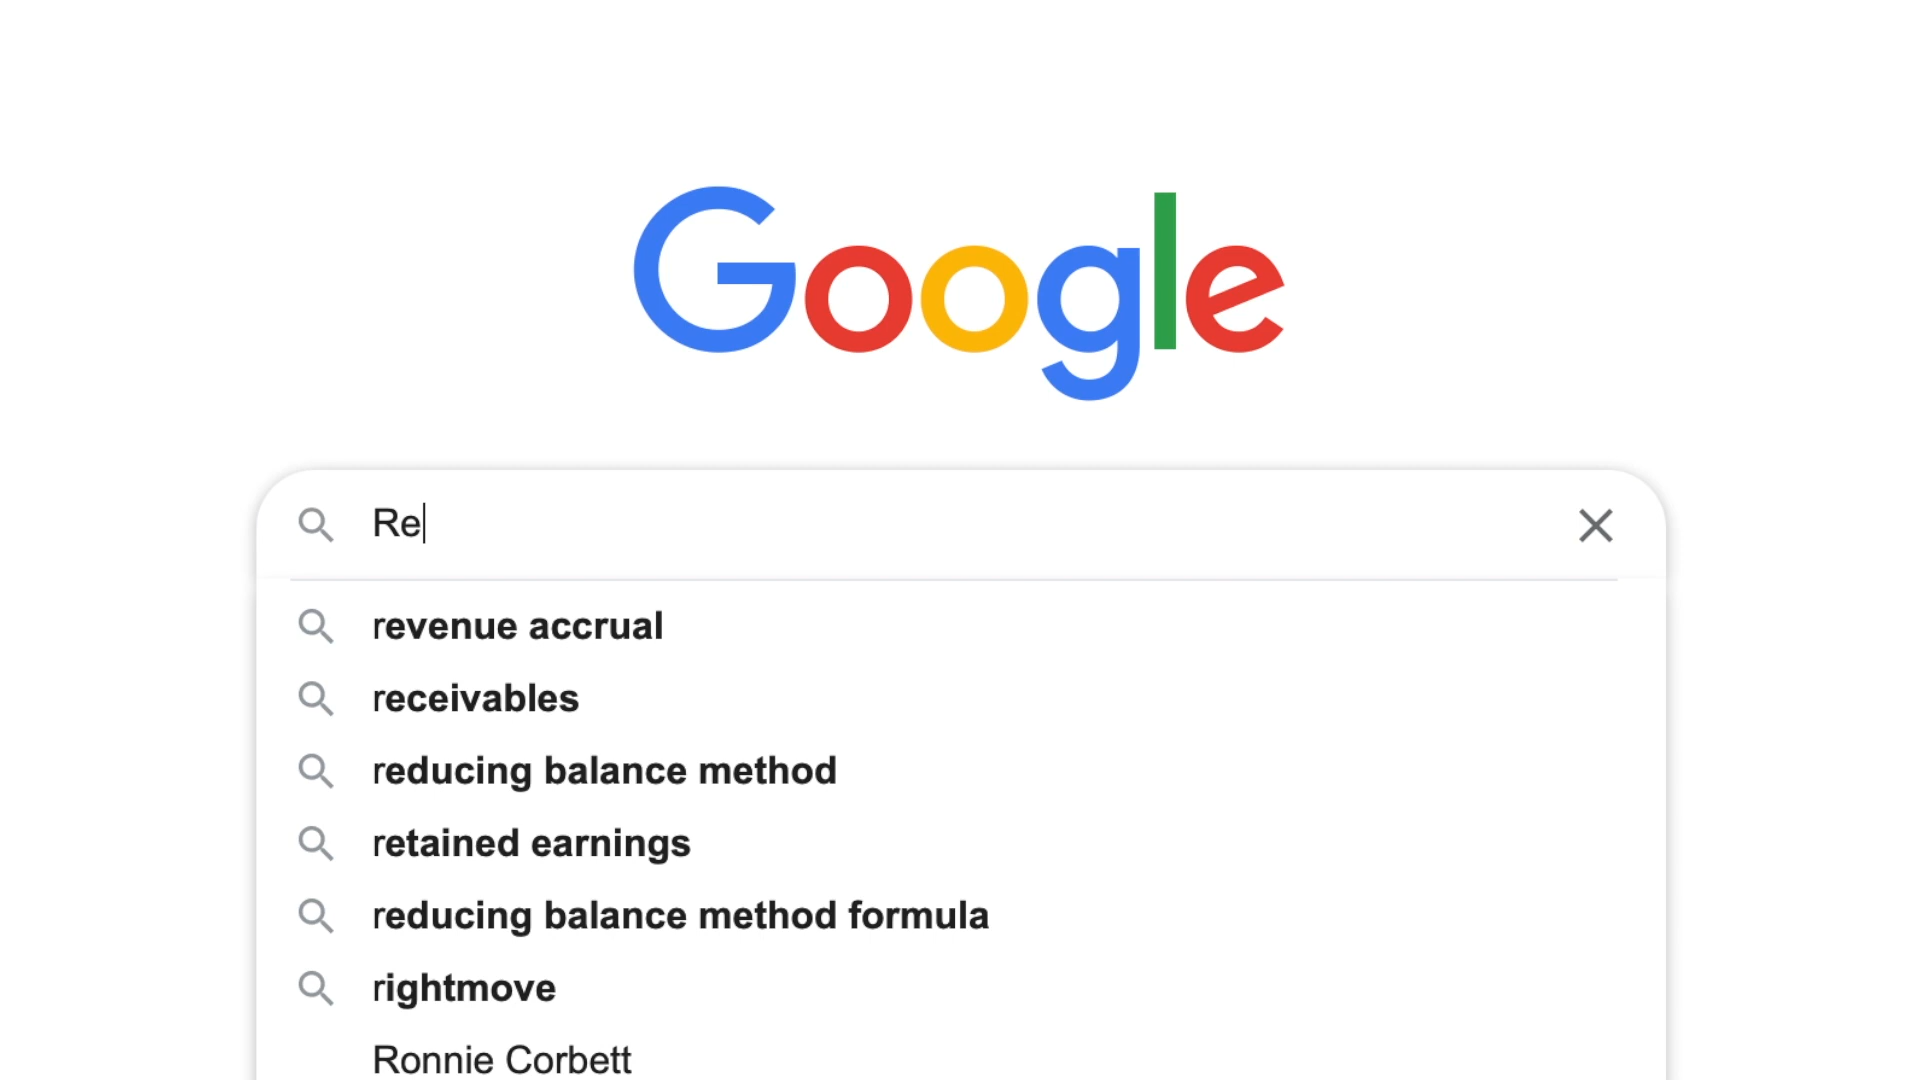 Google
Re
revenue accrual
receivables
reducing balance method
retained earnings
reducing balance method formula
rightmove
Ronnie Corbett